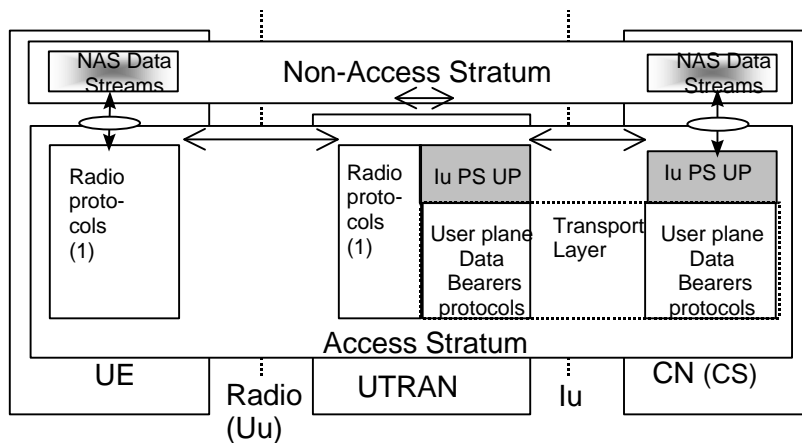 NAS Data
Streams
Non-Access Stratum
NAS Data
Streams
Radio
proto-
cols
(1)
Radio
proto-
cols
(1)
Iu PS UP
User plane
Data
Bearers
protocols
Transport
Layer
Iu PS UP
User plane
Data
Bearers
protocols
Access Stratum
UE
Radio
(Uu)
UTRAN
Iu
CN (CS)